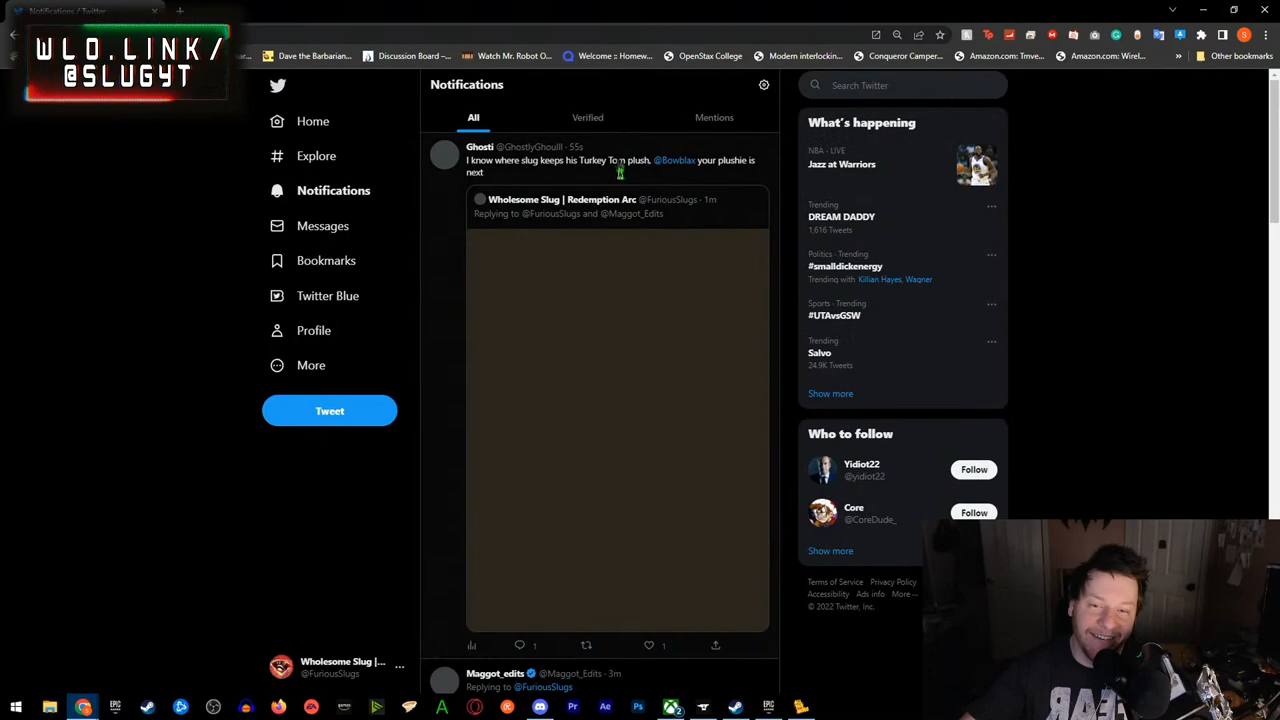 Notifications / Twitter
WLO.LINK/
@SLUGYT
Dave the Barbarian...
Discussion Board –...
Watch Mr. Robot O...
Welcome :: Homew...
OpenStax College
Modern interlockin...
Conqueror Camper...
Amazon.com: Tmve...
Amazon.com: Wirel...
Other bookmarks
Home
Explore
Notifications
Messages
Bookmarks
Twitter Blue
Profile
More
Tweet
Wholesome Slug |...
@FuriousSlugs
Notifications
All
Verified
Mentions
Ghosti @GhostlyGhoulll · 55s
I know where slug keeps his Turkey Tom plush, @Bowblax your plushie is
next
Wholesome Slug | Redemption Arc @FuriousSlugs · 1m
Replying to @FuriousSlugs and @Maggot_Edits
1
1
Maggot_edits @Maggot_Edits · 3m
Replying to @FuriousSlugs
Search Twitter
What's happening
NBA · LIVE
Jazz at Warriors
Trending
DREAM DADDY
1,616 Tweets
Politics · Trending
#smalldickenergy
Trending with Killian Hayes, Wagner
Sports · Trending
#UTAvsGSW
Trending
Salvo
24.9K Tweets
Show more
Who to follow
Yidiot22
@yidiot22
Follow
Core
@CoreDude_
Follow
Show more
Terms of Service Privacy Policy
Accessibility Ads info More ···
© 2022 Twitter, Inc.